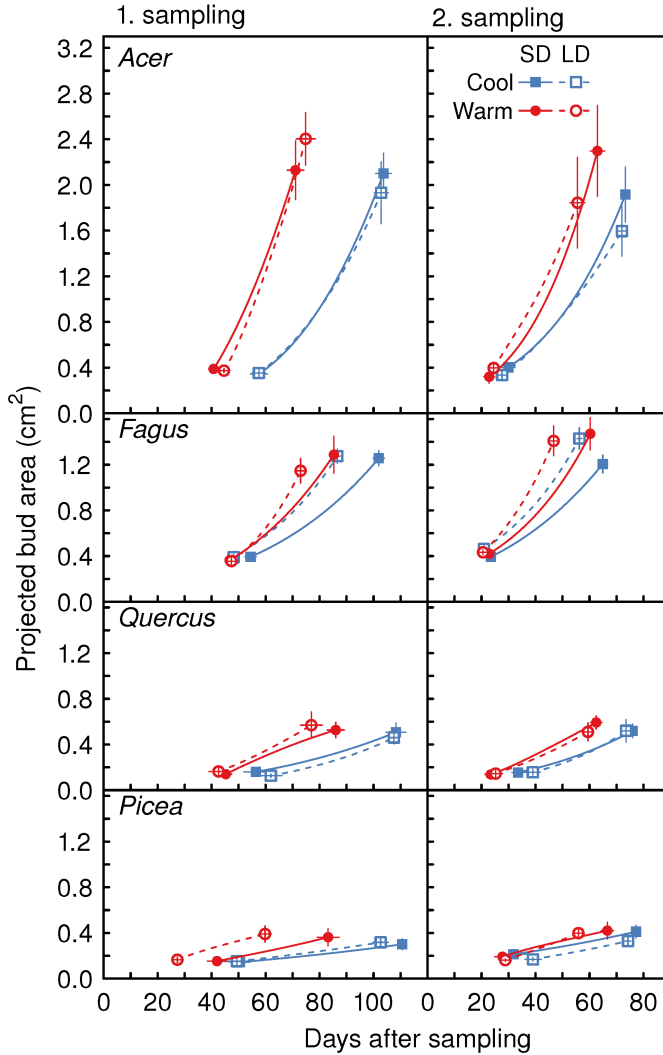 1. sampling 2. sampling
3.2 Acer SD LD
2.8 Cool
Warm
2.4
2.0
1.6
1.2
0.8
0.4
0.0
Fagus
1.2
0.8
0.4
0.0
Quercus
1.2
0.8
0.4
0.0
Picea
1.2
0.8
0.4
0.0
0 20 40 60 80 100 0 20 40 60 80
Days after sampling
Projected bud area (cm²)